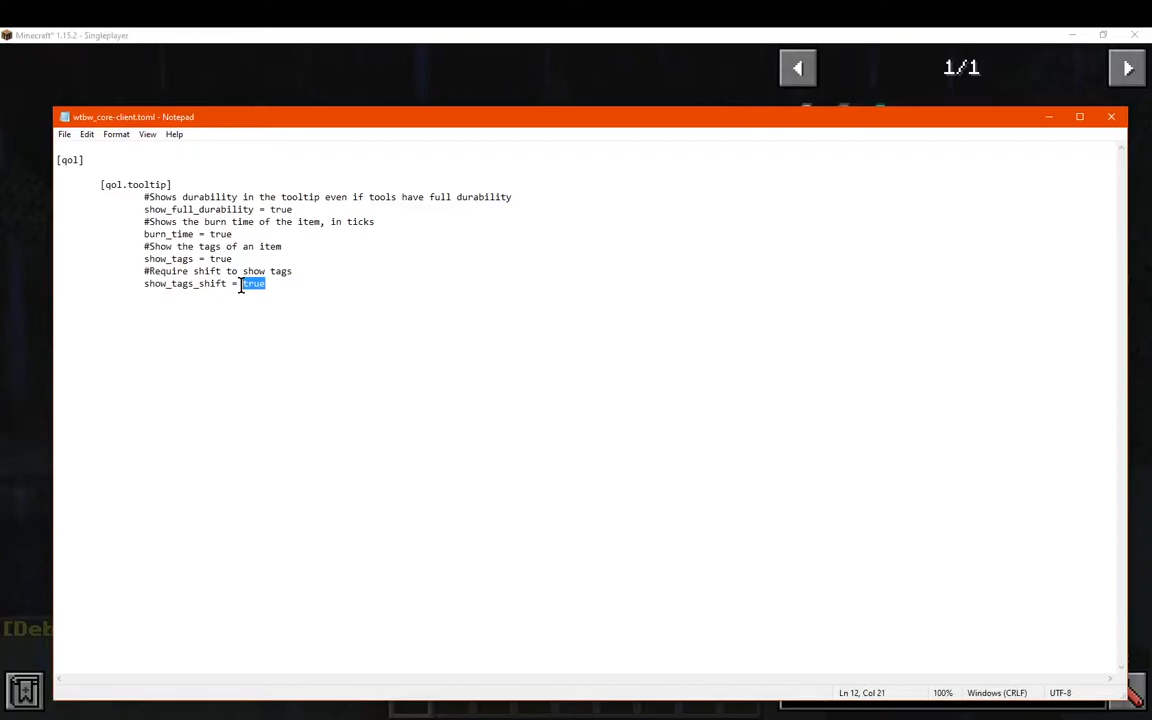 Minecraft* 1.15.2 - Singleplayer
1/1
wtbw_core-client.toml - Notepad
File Edit Format View Help
[qol]
[qol.tooltip]
#Shows durability in the tooltip even if tools have full durability
show_full_durability = true
#Shows the burn time of the item, in ticks
burn_time = true
#Show the tags of an item
show_tags = true
#Require shift to show tags
show_tags_shift = true
[Deb
Ln 12, Col 21 100% Windows (CRLF) UTF-8